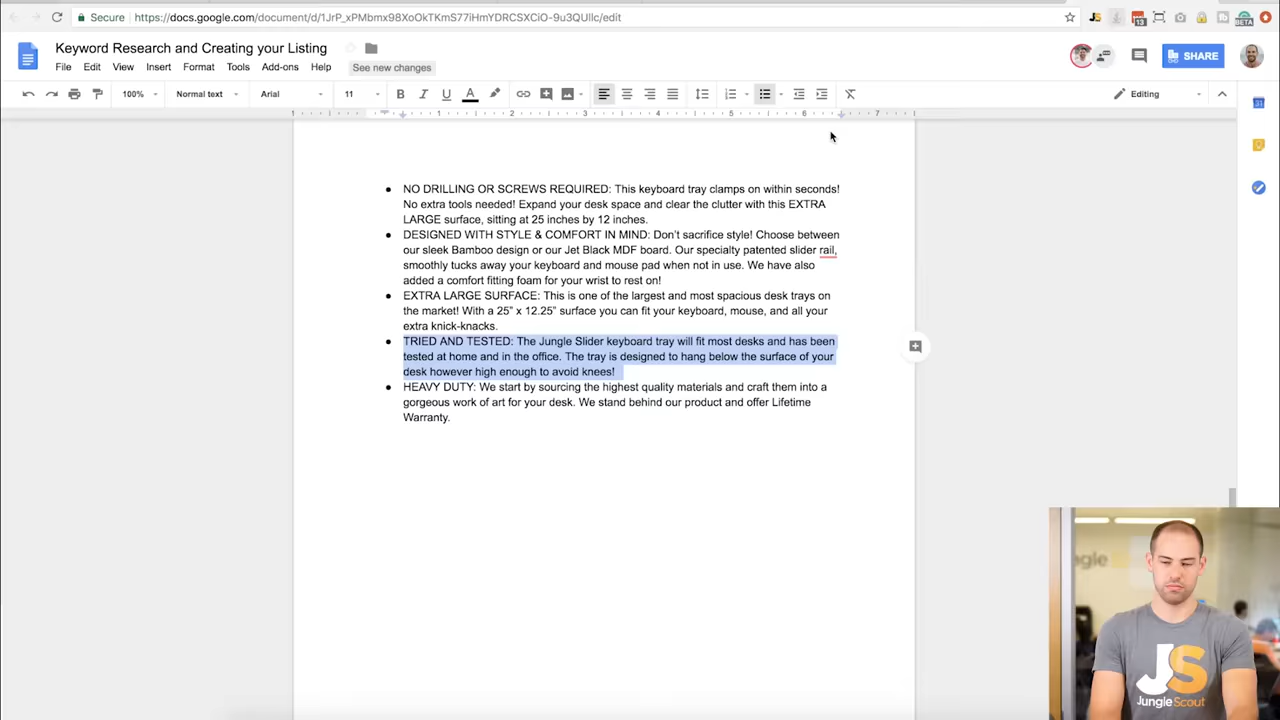 Secure https://docs.google.com/document/d/1JrP_xPMbmx98XoOkTKmS77iHmYDRCSXCiO-9u3QUllc/edit
13
BETA
Keyword Research and Creating your Listing
File Edit View Insert Format Tools Add-ons Help See new changes
SHARE
100% Normal text Arial 11 Editing
1 1 2 3 4 5 6 7
● NO DRILLING OR SCREWS REQUIRED: This keyboard tray clamps on within seconds!
No extra tools needed! Expand your desk space and clear the clutter with this EXTRA
LARGE surface, sitting at 25 inches by 12 inches.
● DESIGNED WITH STYLE & COMFORT IN MIND: Don't sacrifice style! Choose between
our sleek Bamboo design or our Jet Black MDF board. Our specialty patented slider rail,
smoothly tucks away your keyboard and mouse pad when not in use. We have also
added a comfort fitting foam for your wrist to rest on!
● EXTRA LARGE SURFACE: This is one of the largest and most spacious desk trays on
the market! With a 25” x 12.25” surface you can fit your keyboard, mouse, and all your
extra knick-knacks.
● TRIED AND TESTED: The Jungle Slider keyboard tray will fit most desks and has been
tested at home and in the office. The tray is designed to hang below the surface of your
desk however high enough to avoid knees!
● HEAVY DUTY: We start by sourcing the highest quality materials and craft them into a
gorgeous work of art for your desk. We stand behind our product and offer Lifetime
Warranty.
JS
JungleScout